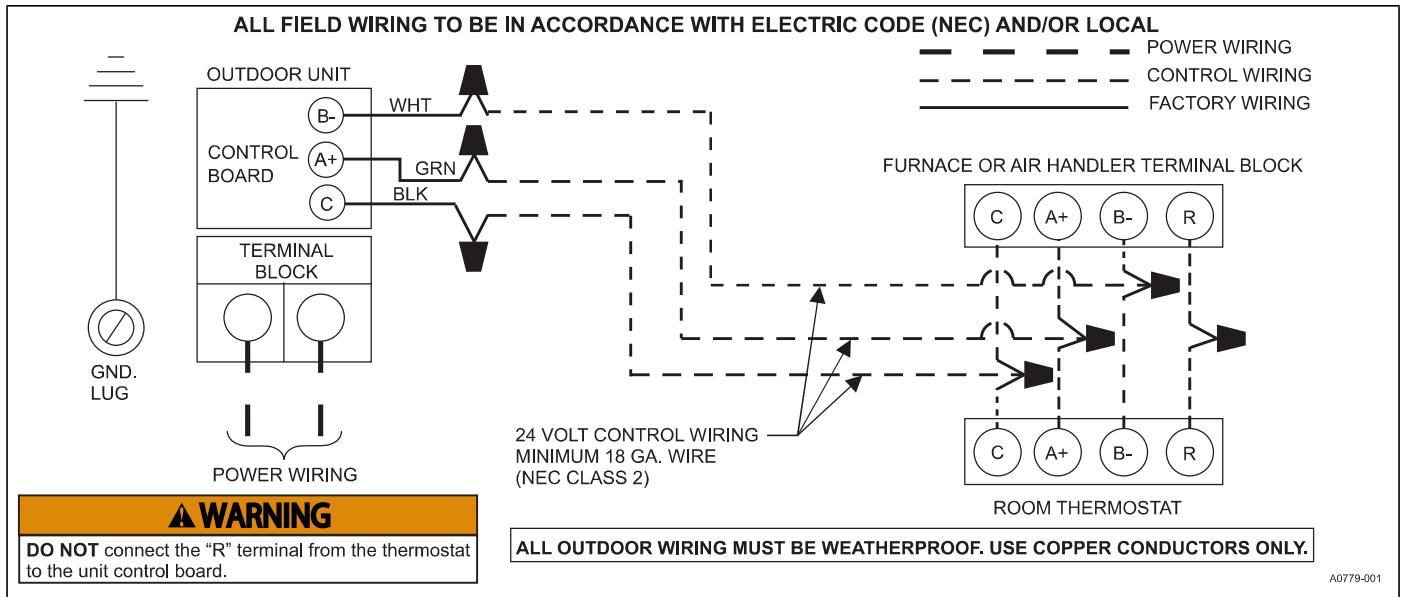 ALL FIELD WIRING TO BE IN ACCORDANCE WITH ELECTRIC CODE (NEC) AND/OR LOCAL
POWER WIRING
CONTROL WIRING
FACTORY WIRING
OUTDOOR UNIT
B-
WHT
CONTROL
BOARD
A+
GRN
C
BLK
TERMINAL
BLOCK
GND.
LUG
POWER WIRING
FURNACE OR AIR HANDLER TERMINAL BLOCK
C A+ B- R
24 VOLT CONTROL WIRING
MINIMUM 18 GA. WIRE
(NEC CLASS 2)
C A+ B- R
ROOM THERMOSTAT
WARNING
DO NOT connect the “R” terminal from the thermostat
to the unit control board.
ALL OUTDOOR WIRING MUST BE WEATHERPROOF. USE COPPER CONDUCTORS ONLY.
A0779-001